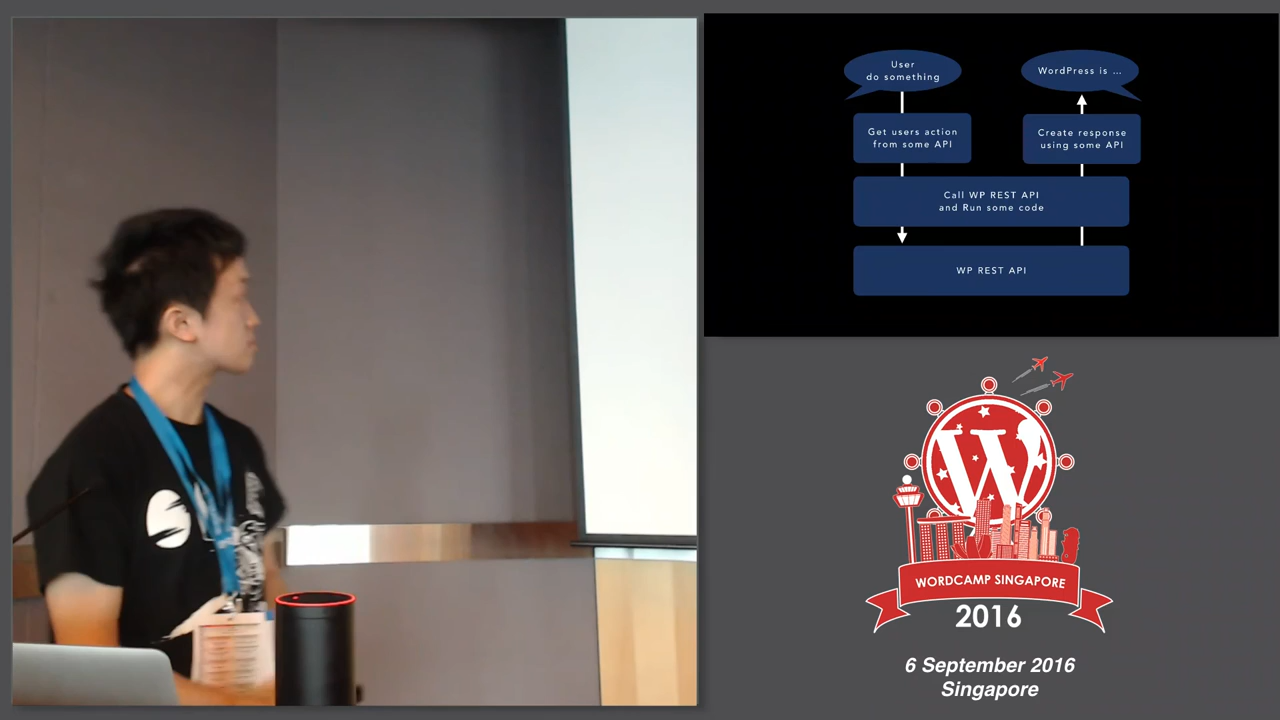 User
do something
WordPress is ...
Get users action
from some API
Create response
using some API
Call WP REST API
and Run some code
WP REST API
W
WORDCAMP SINGAPORE
2016
6 September 2016
Singapore